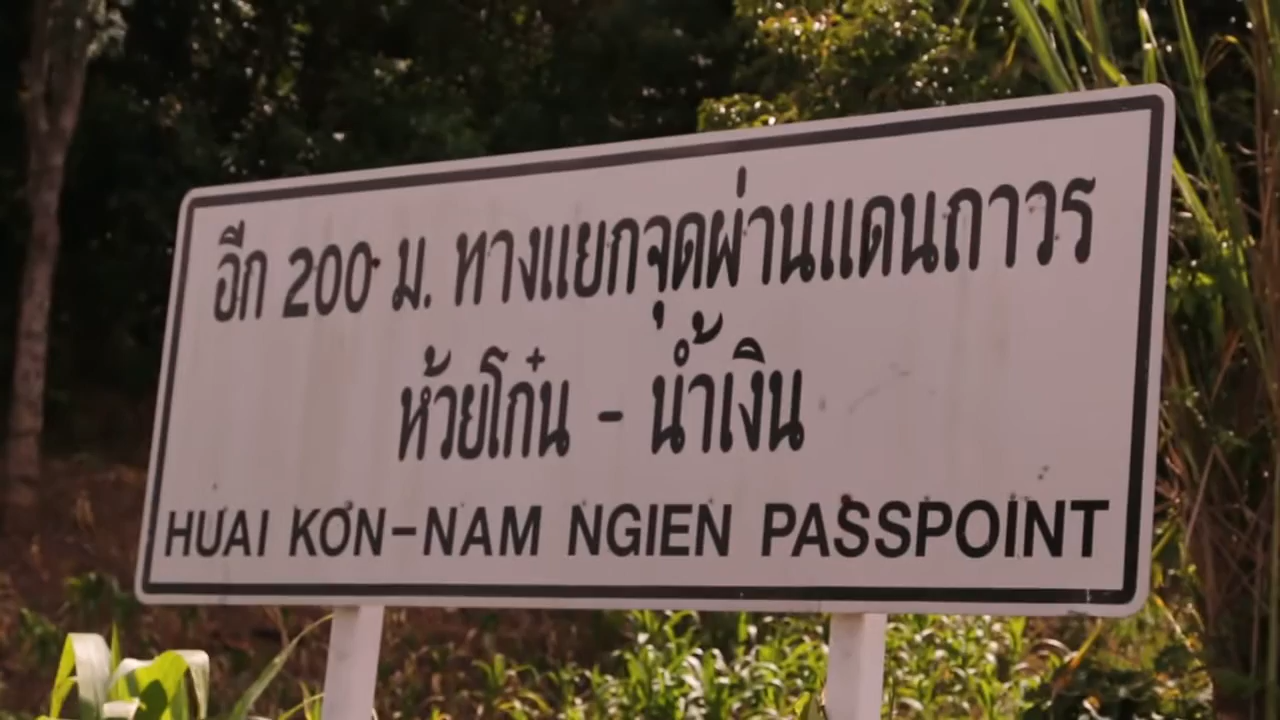 อีก 200 ม. ทางแยกจุดผ่านแดนถาวร
ห้วยโก๋น - น้ำเงิน
HUAI KON-NAM NGIEN PASSPOINT